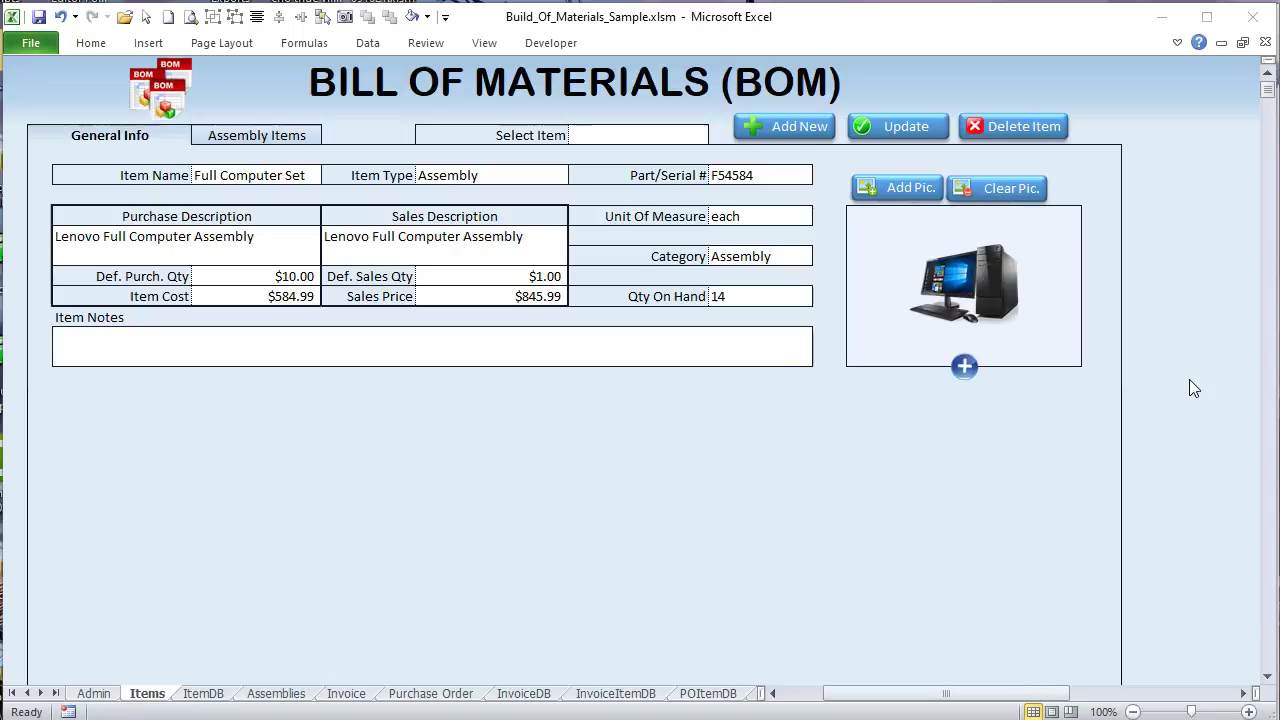 Build_Of_Materials_Sample.xlsm - Microsoft Excel
File Home Insert Page Layout Formulas Data Review View Developer
BOM
BOM
BOM
BILL OF MATERIALS (BOM)
General Info Assembly Items Select Item Add New Update Delete Item
Item Name Full Computer Set Item Type Assembly Part/Serial # F54584
Add Pic. Clear Pic.
Purchase Description Sales Description Unit Of Measure each
Lenovo Full Computer Assembly Lenovo Full Computer Assembly
Category Assembly
Def. Purch. Qty $10.00 Def. Sales Qty $1.00
Item Cost $584.99 Sales Price $845.99 Qty On Hand 14
Item Notes
Admin Items ItemDB Assemblies Invoice Purchase Order InvoiceDB InvoiceItemDB POItemDB
Ready 100%